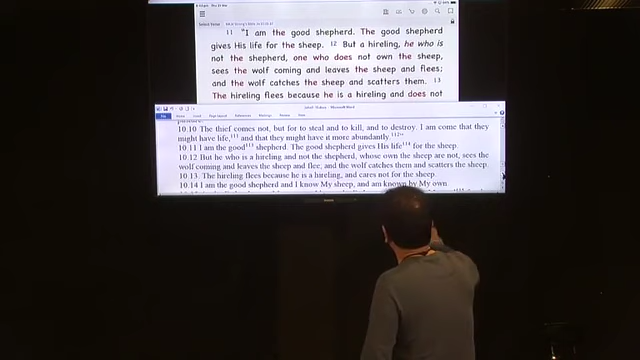 11 "I am the good shepherd. The good shepherd
gives His life for the sheep. 12 But a hireling, he who is
not the shepherd, one who does not own the sheep,
sees the wolf coming and leaves the sheep and flees;
and the wolf catches the sheep and scatters them. 13
The hireling flees because he is a hireling and does not
10.10 The thief comes not, but for to steal and to kill, and to destroy. I am come that they
might have life,111 and that they might have it more abundantly.112
10.11 I am the good113 shepherd. The good shepherd gives His life114 for the sheep.
10.12 But he who is a hireling and not the shepherd, whose own the sheep are not, sees the
wolf coming and leaves the sheep and flee, and the wolf catches them and scatters the sheep.
10.13. The hireling flees because he is a hireling, and cares not for the sheep.
10.14 I am the good shepherd and I know My sheep, and am known by My own.